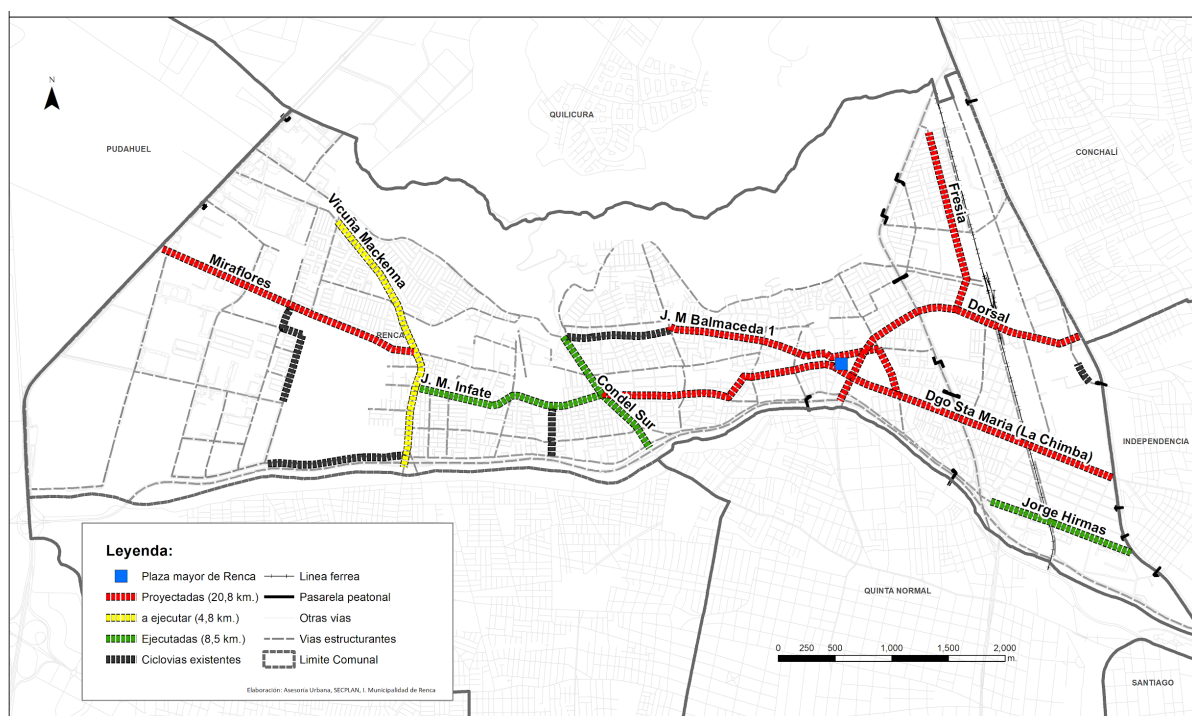 N
QUILICURA
PUDAHUEL
CONCHALÍ
Vicuña Mackenna
Fresia
Miraflores
RENCA
J. M Balmaceda 1
Dorsal
J. M. Infate
Condel Sur
Dgo Sta Maria (La Chimba)
INDEPENDENCIA
Jorge Hirmas
QUINTA NORMAL
SANTIAGO
Leyenda:
Plaza mayor de Renca
Linea ferrea
Proyectadas (20,8 km.)
Pasarela peatonal
a ejecutar (4,8 km.)
Otras vías
Ejecutadas (8,5 km.)
Vias estructurantes
Ciclovias existentes
Limite Comunal
Elaboración: Asesoría Urbana, SECPLAN, I. Municipalidad de Renca
0 250 500 1,000 1,500 2,000
m.